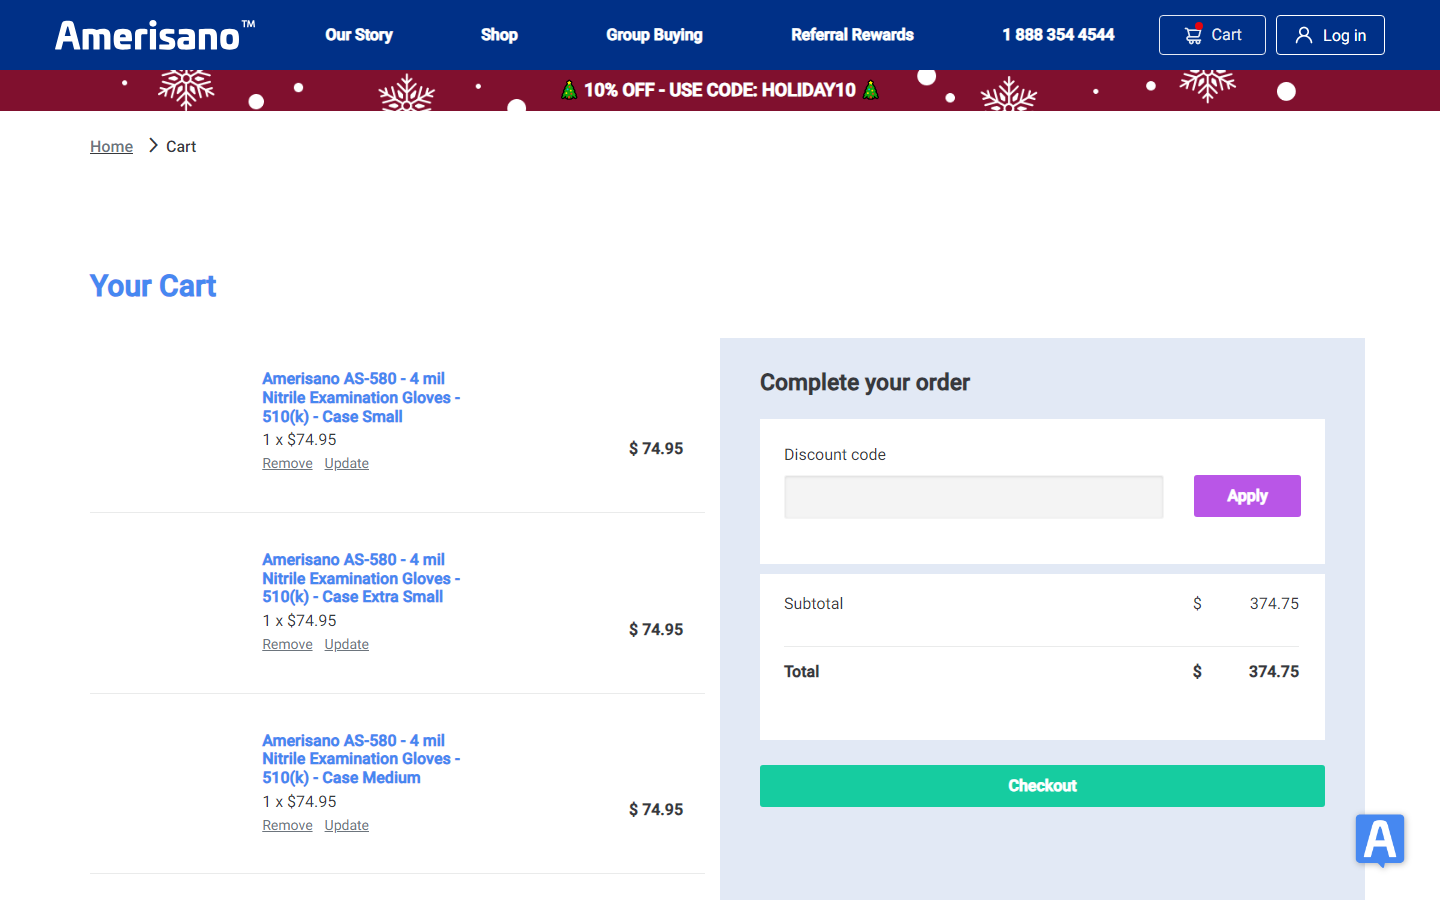 Amerisano™
Our Story
Shop
Group Buying
Referral Rewards
1 888 354 4544
Cart
Log in
10% OFF - USE CODE: HOLIDAY10
Home
Cart
Your Cart
Amerisano AS-580 - 4 mil
Nitrile Examination Gloves -
510(k) - Case Small
1 x $74.95
$ 74.95
Remove Update
Amerisano AS-580 - 4 mil
Nitrile Examination Gloves -
510(k) - Case Extra Small
1 x $74.95
$ 74.95
Remove Update
Amerisano AS-580 - 4 mil
Nitrile Examination Gloves -
510(k) - Case Medium
1 x $74.95
$ 74.95
Remove Update
Complete your order
Discount code
Apply
Subtotal $ 374.75
Total $ 374.75
Checkout
A